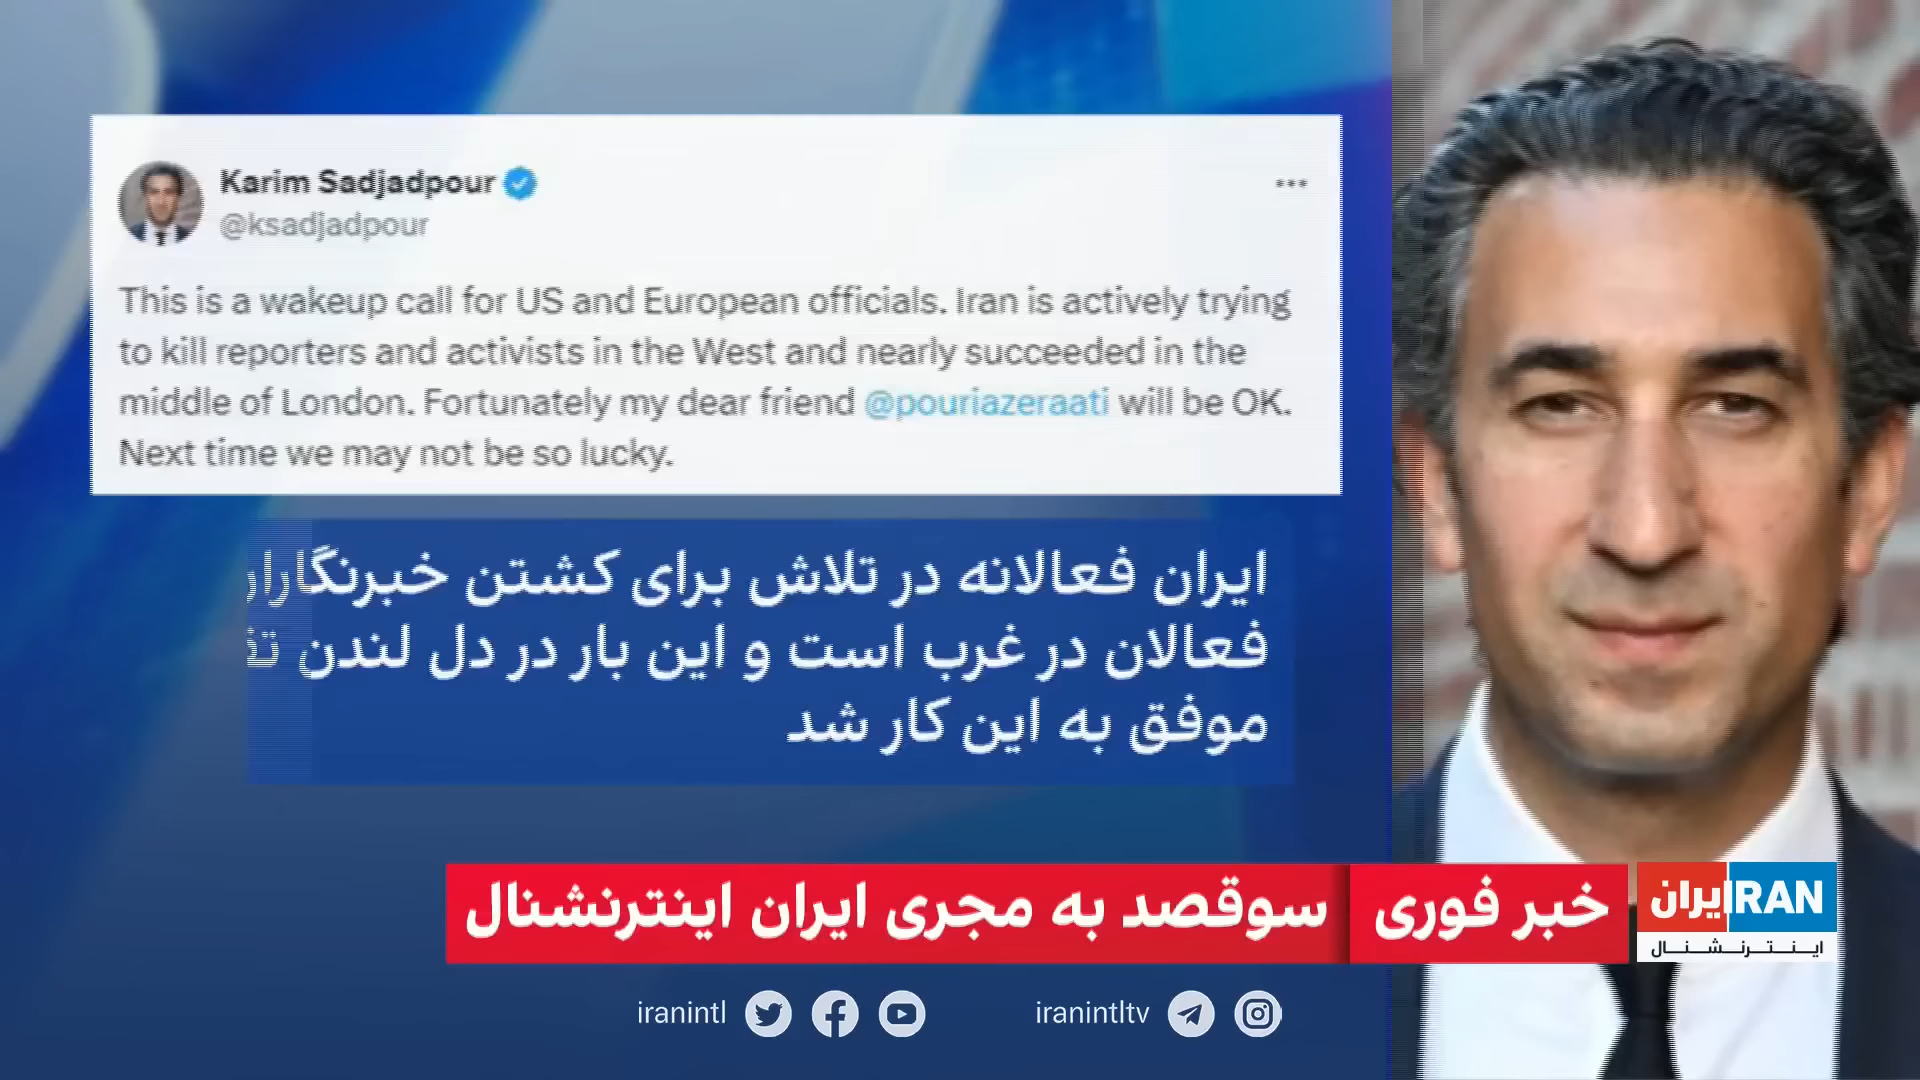 Karim Sadjadpour
@ksadjadpour
This is a wakeup call for US and European officials. Iran is actively trying
to kill reporters and activists in the West and nearly succeeded in the
middle of London. Fortunately my dear friend @pouriazeraati will be OK.
Next time we may not be so lucky.
ایران فعالانه در تلاش برای کشتن
فعالان در غرب است و این بار در دل لندن
موفق به این کار شد
خبر فوری
سوقصد به مجری ایران اینترنشنال
ایران IRAN
اینترنشنال
iranintl
iranintltv